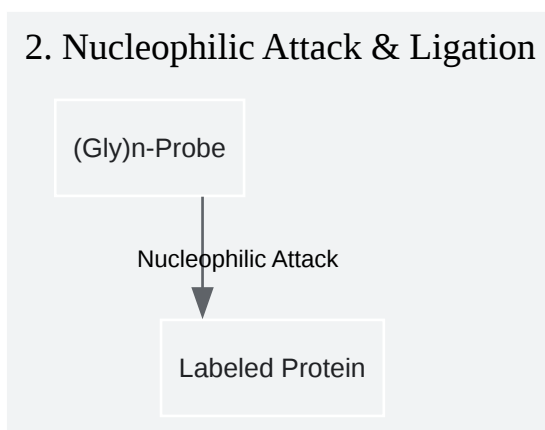 2. Nucleophilic Attack & Ligation
(Gly)n-Probe
Nucleophilic Attack
Labeled Protein